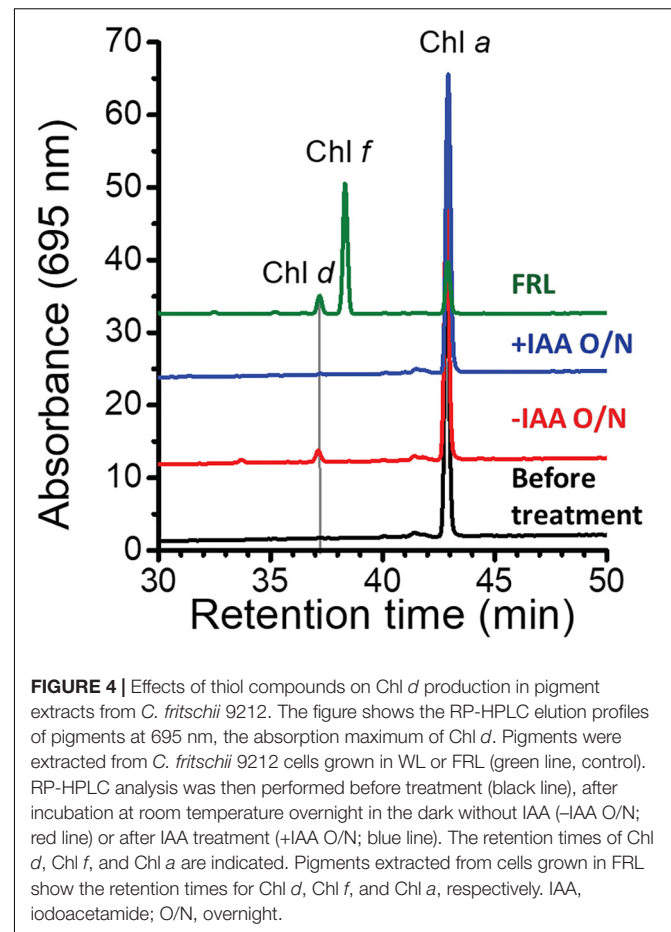 70
60
50
40
30
20
10
0
Absorbance (695 nm)
Chl a
Chl f
Chl d
FRL
+IAA O/N
-IAA O/N
Before
treatment
30 35 40 45 50
Retention time (min)
FIGURE 4 | Effects of thiol compounds on Chl d production in pigment
extracts from C. fritschii 9212. The figure shows the RP-HPLC elution profiles
of pigments at 695 nm, the absorption maximum of Chl d. Pigments were
extracted from C. fritschii 9212 cells grown in WL or FRL (green line, control).
RP-HPLC analysis was then performed before treatment (black line), after
incubation at room temperature overnight in the dark without IAA (–IAA O/N;
red line) or after IAA treatment (+IAA O/N; blue line). The retention times of Chl
d, Chl f, and Chl a are indicated. Pigments extracted from cells grown in FRL
show the retention times for Chl d, Chl f, and Chl a, respectively. IAA,
iodoacetamide; O/N, overnight.